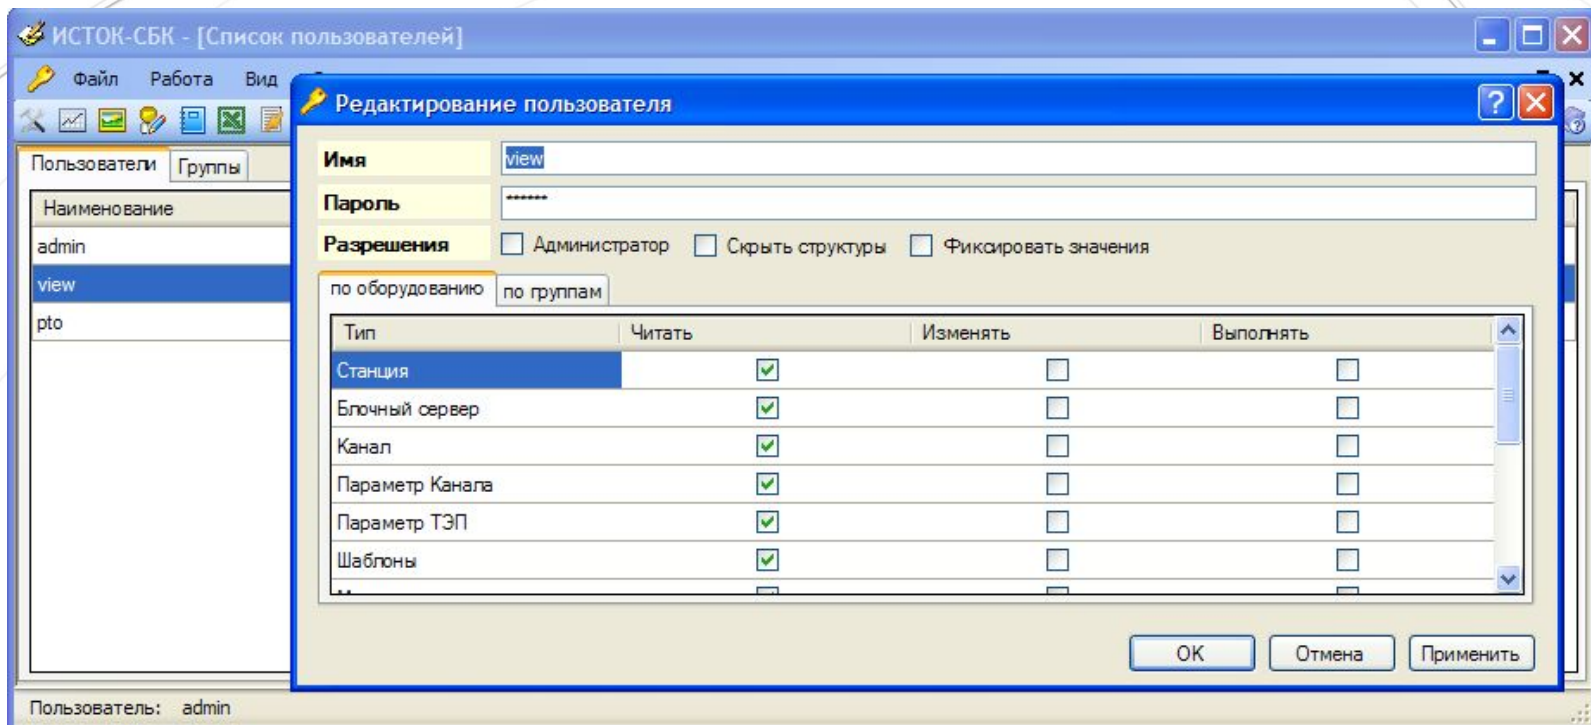 ИСТОК-СБК - [Список пользователей]
Файл Работа Вид
Редактирование пользователя
Пользователи Группы
Наименование
admin
view
pto
Имя view
Пароль ******
Разрешения Администратор Скрыть структуры Фиксировать значения
по оборудованию по группам
Тип Читать Изменять Выполнять
Станция
Блочный сервер
Канал
Параметр Канала
Параметр ТЭП
Шаблоны
OK Отмена Применить
Пользователь: admin